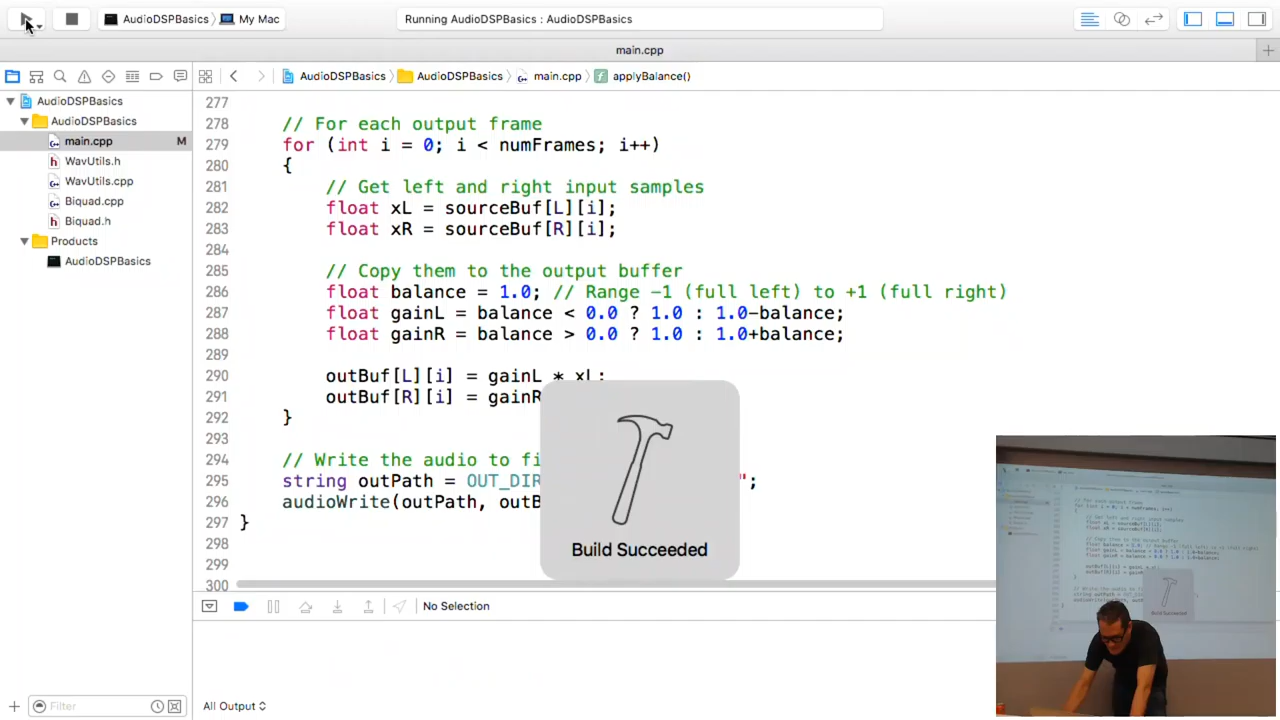 AudioDSPBasics 〉 My Mac
Running AudioDSPBasics : AudioDSPBasics
main.cpp
AudioDSPBasics 〉 AudioDSPBasics 〉 main.cpp 〉 f applyBalance()
AudioDSPBasics
AudioDSPBasics
main.cpp M
WavUtils.h
WavUtils.cpp
Biquad.cpp
Biquad.h
Products
AudioDSPBasics
277
278 // For each output frame
279 for (int i = 0; i < numFrames; i++)
280 {
281 // Get left and right input samples
282 float xL = sourceBuf[L][i];
283 float xR = sourceBuf[R][i];
284
285 // Copy them to the output buffer
286 float balance = 1.0; // Range -1 (full left) to +1 (full right)
287 float gainL = balance < 0.0 ? 1.0 : 1.0-balance;
288 float gainR = balance > 0.0 ? 1.0 : 1.0+balance;
289
290 outBuf[L][i] = gainL * xL;
291 outBuf[R][i] = gainR
292 }
293
294 // Write the audio to fi
295 string outPath = OUT_DIR ";
296 audioWrite(outPath, outB
297 }
298
299
300
Build Succeeded
No Selection
Filter
All Output